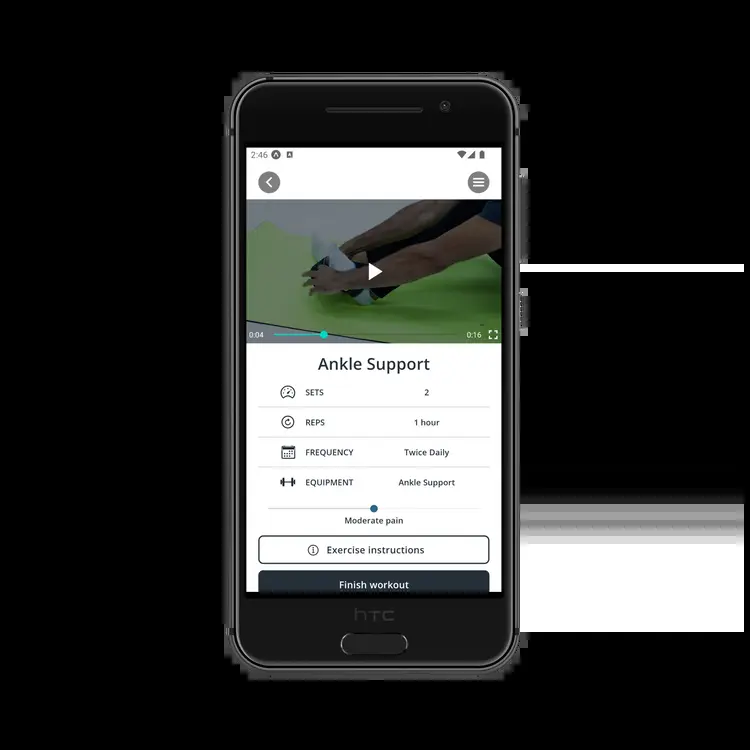 2:46
0:04 0:16
Ankle Support
SETS 2
REPS 1 hour
FREQUENCY Twice Daily
EQUIPMENT Ankle Support
Moderate pain
Exercise instructions
Finish workout
hTC